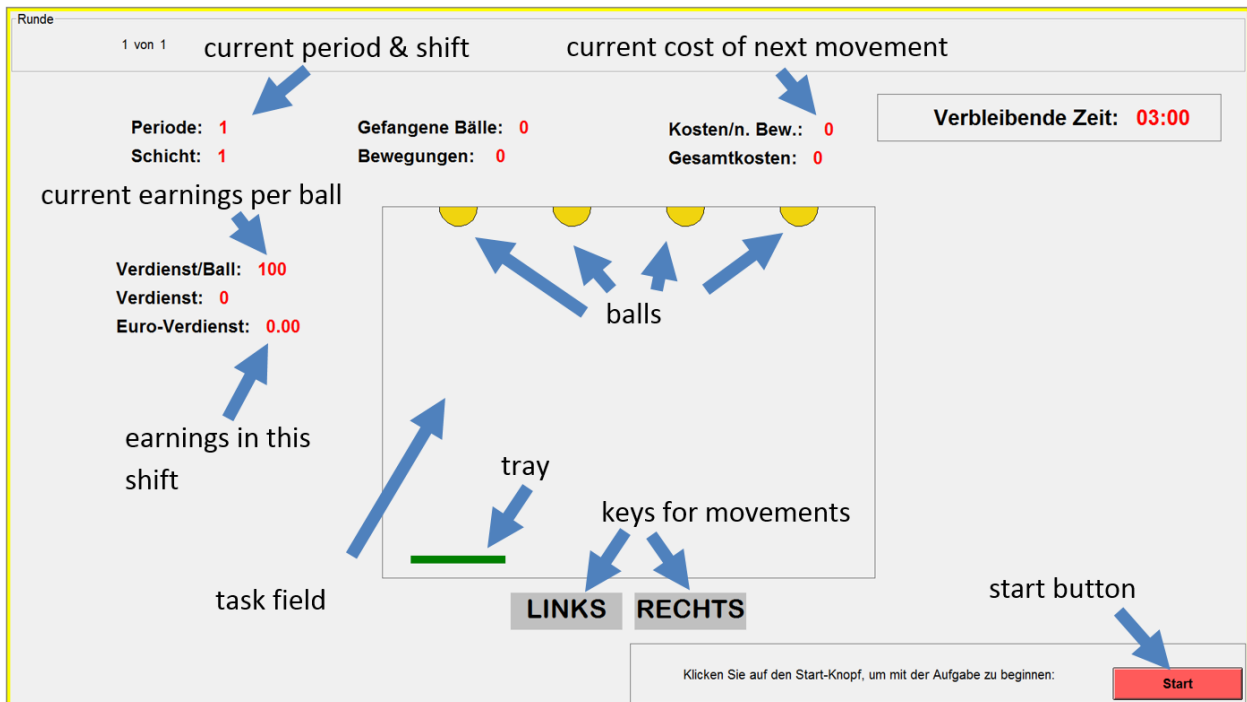 Runde
1 von 1
current period & shift
current cost of next movement
Periode: 1
Gefangene Bälle: 0
Kosten/n. Bew.: 0
Verbleibende Zeit: 03:00
Schicht: 1
Bewegungen: 0
Gesamtkosten: 0
current earnings per ball
Verdienst/Ball: 100
Verdienst: 0
Euro-Verdienst: 0.00
balls
earnings in this
shift
tray
keys for movements
task field
LINKS RECHTS
start button
Klicken Sie auf den Start-Knopf, um mit der Aufgabe zu beginnen:
Start